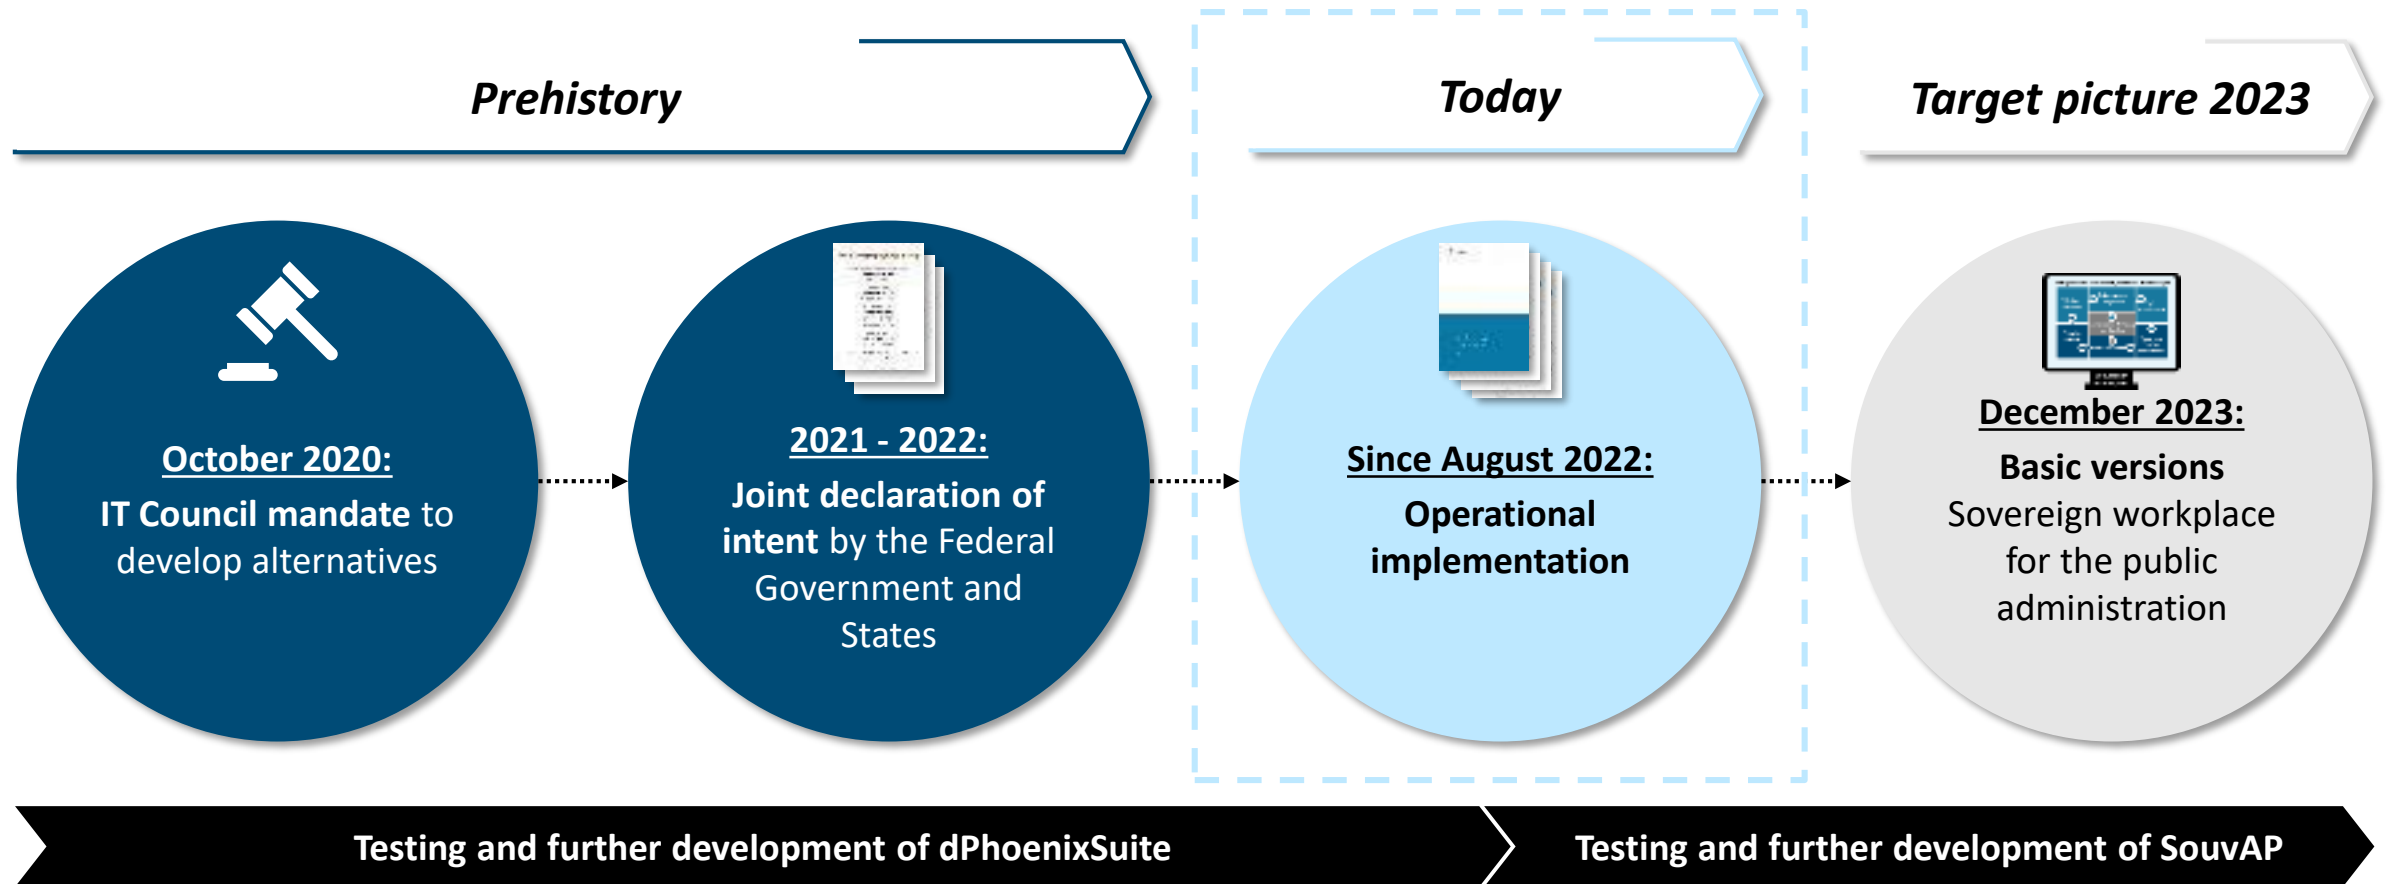 Prehistory
Today
Target picture 2023
October 2020:
IT Council mandate to
develop alternatives
2021 - 2022:
Joint declaration of
intent by the Federal
Government and
States
Since August 2022:
Operational
implementation
December 2023:
Basic versions
Sovereign workplace
for the public
administration
Testing and further development of dPhoenixSuite
Testing and further development of SouvAP